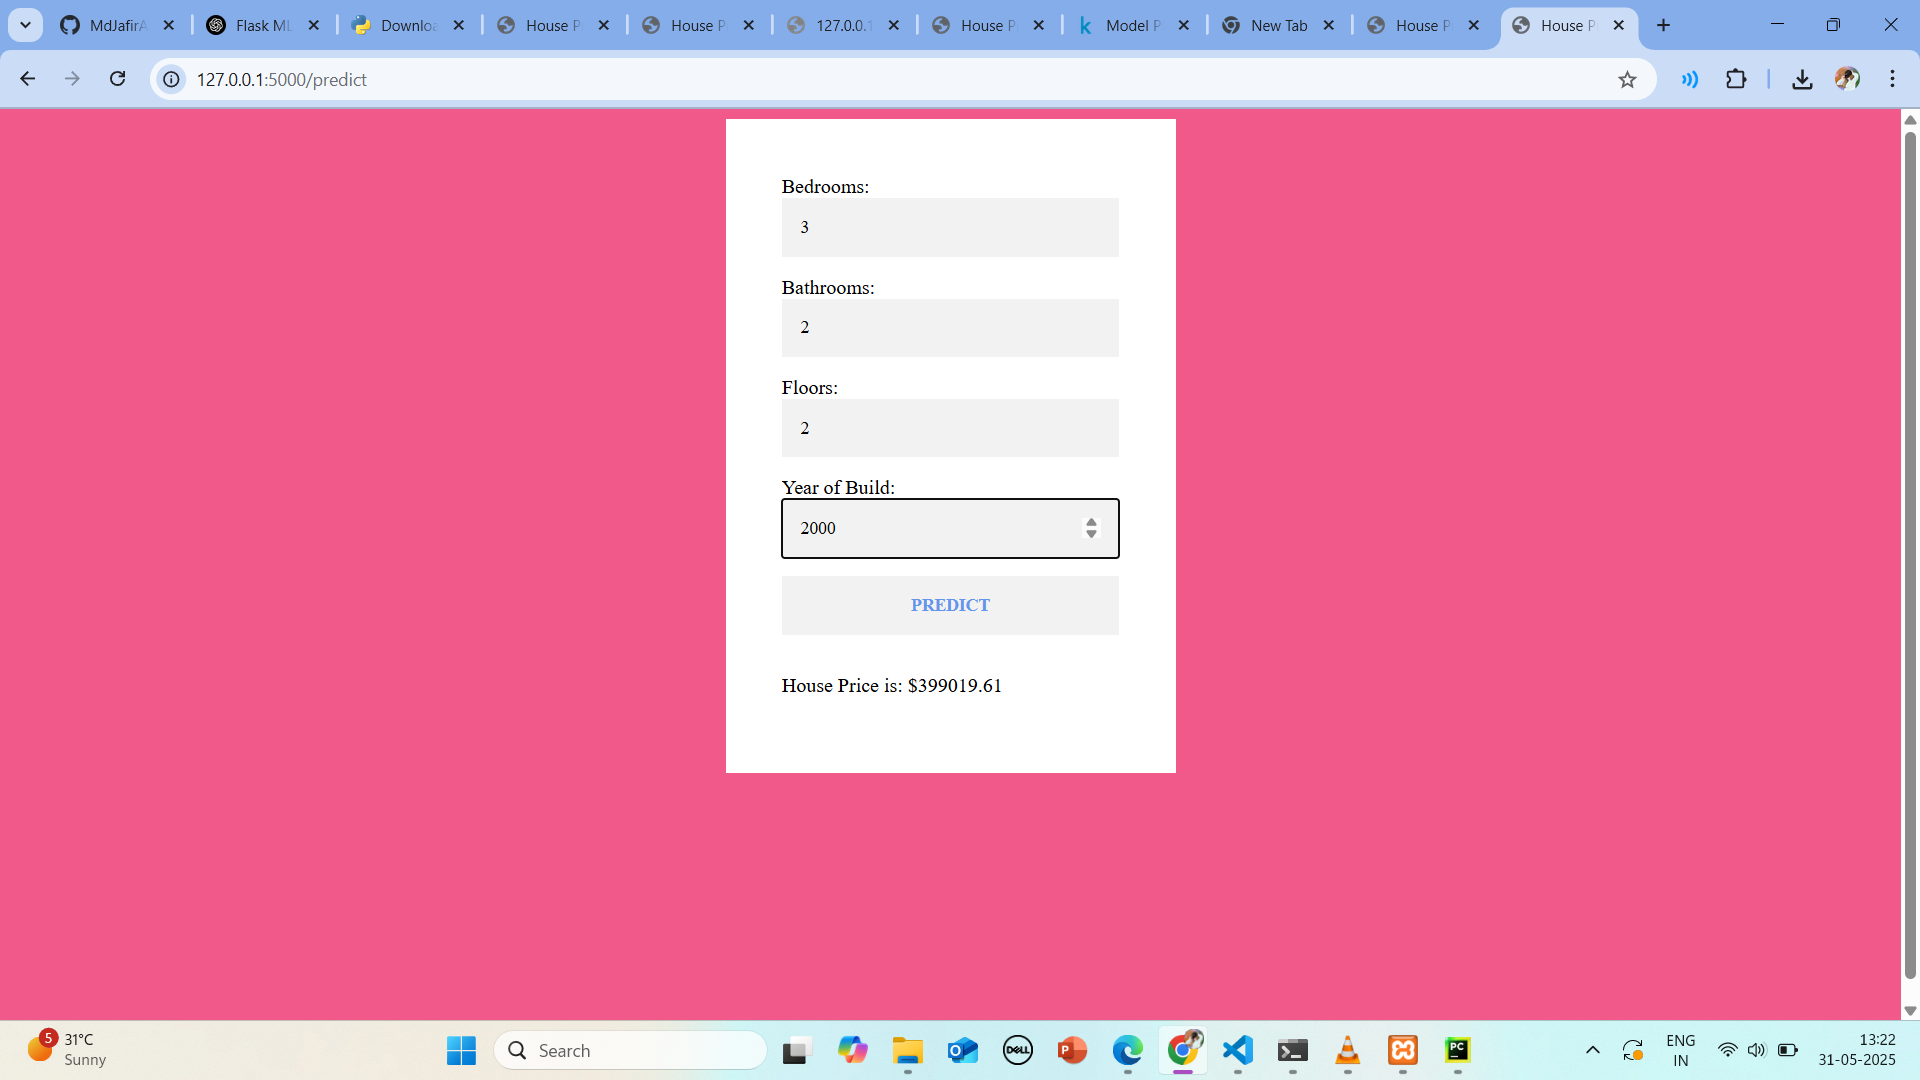 MdJafirA
Flask ML
Downloa
House P
House P
127.0.0.1
House P
Model P
New Tab
House P
House P
127.0.0.1:5000/predict
Bedrooms:
3
Bathrooms:
2
Floors:
2
Year of Build:
2000
PREDICT
House Price is: $399019.61
5
31°C
Sunny
Search
DELL
PC
ENG
IN
13:22
31-05-2025